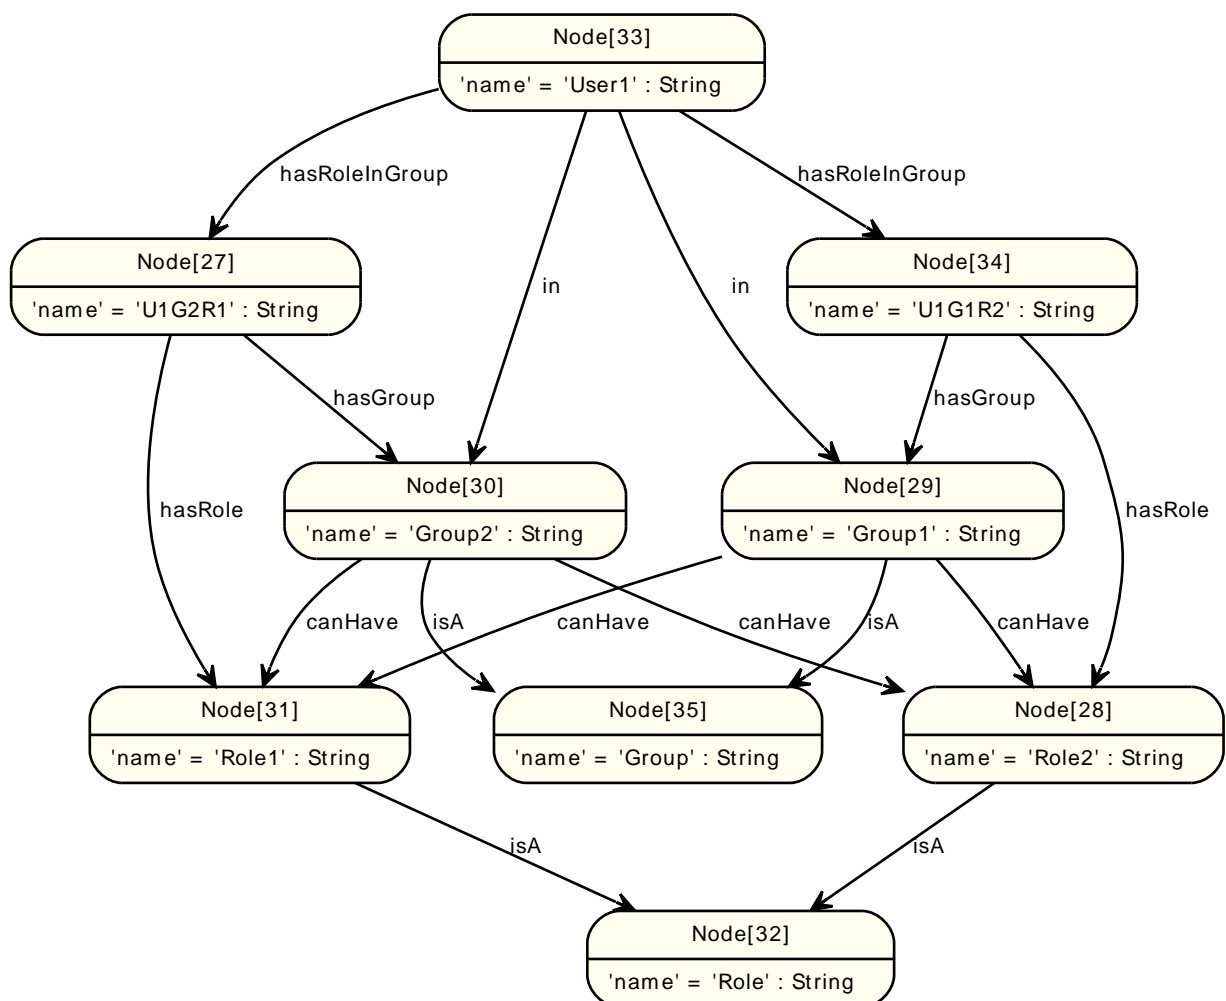 Node[33]
'name' = 'User1' : String
hasRoleInGroup
hasRoleInGroup
Node[27]
'name' = 'U1G2R1' : String
Node[34]
'name' = 'U1G1R2' : String
in
in
hasGroup
hasGroup
Node[30]
'name' = 'Group2' : String
Node[29]
'name' = 'Group1' : String
hasRole
hasRole
canHave
isA
canHave
canHave
isA
canHave
Node[31]
'name' = 'Role1' : String
Node[35]
'name' = 'Group' : String
Node[28]
'name' = 'Role2' : String
isA
isA
Node[32]
'name' = 'Role' : String